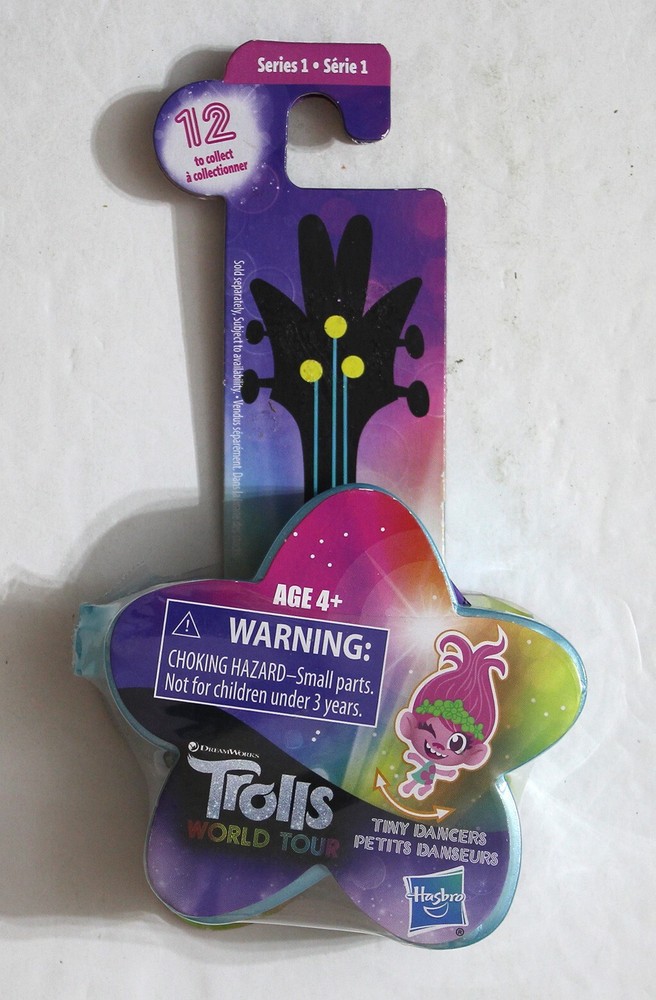 Series 1 • Série 1
12
to collect
à collectionner
Sold separately. Subject to availability. • Vendus séparément.
AGE 4+
WARNING:
CHOKING HAZARD–Small parts.
Not for children under 3 years.
DREAMWORKS
Trolls
WORLD TOUR
TINY DANCERS
PETITS DANSEURS
Hasbro
®